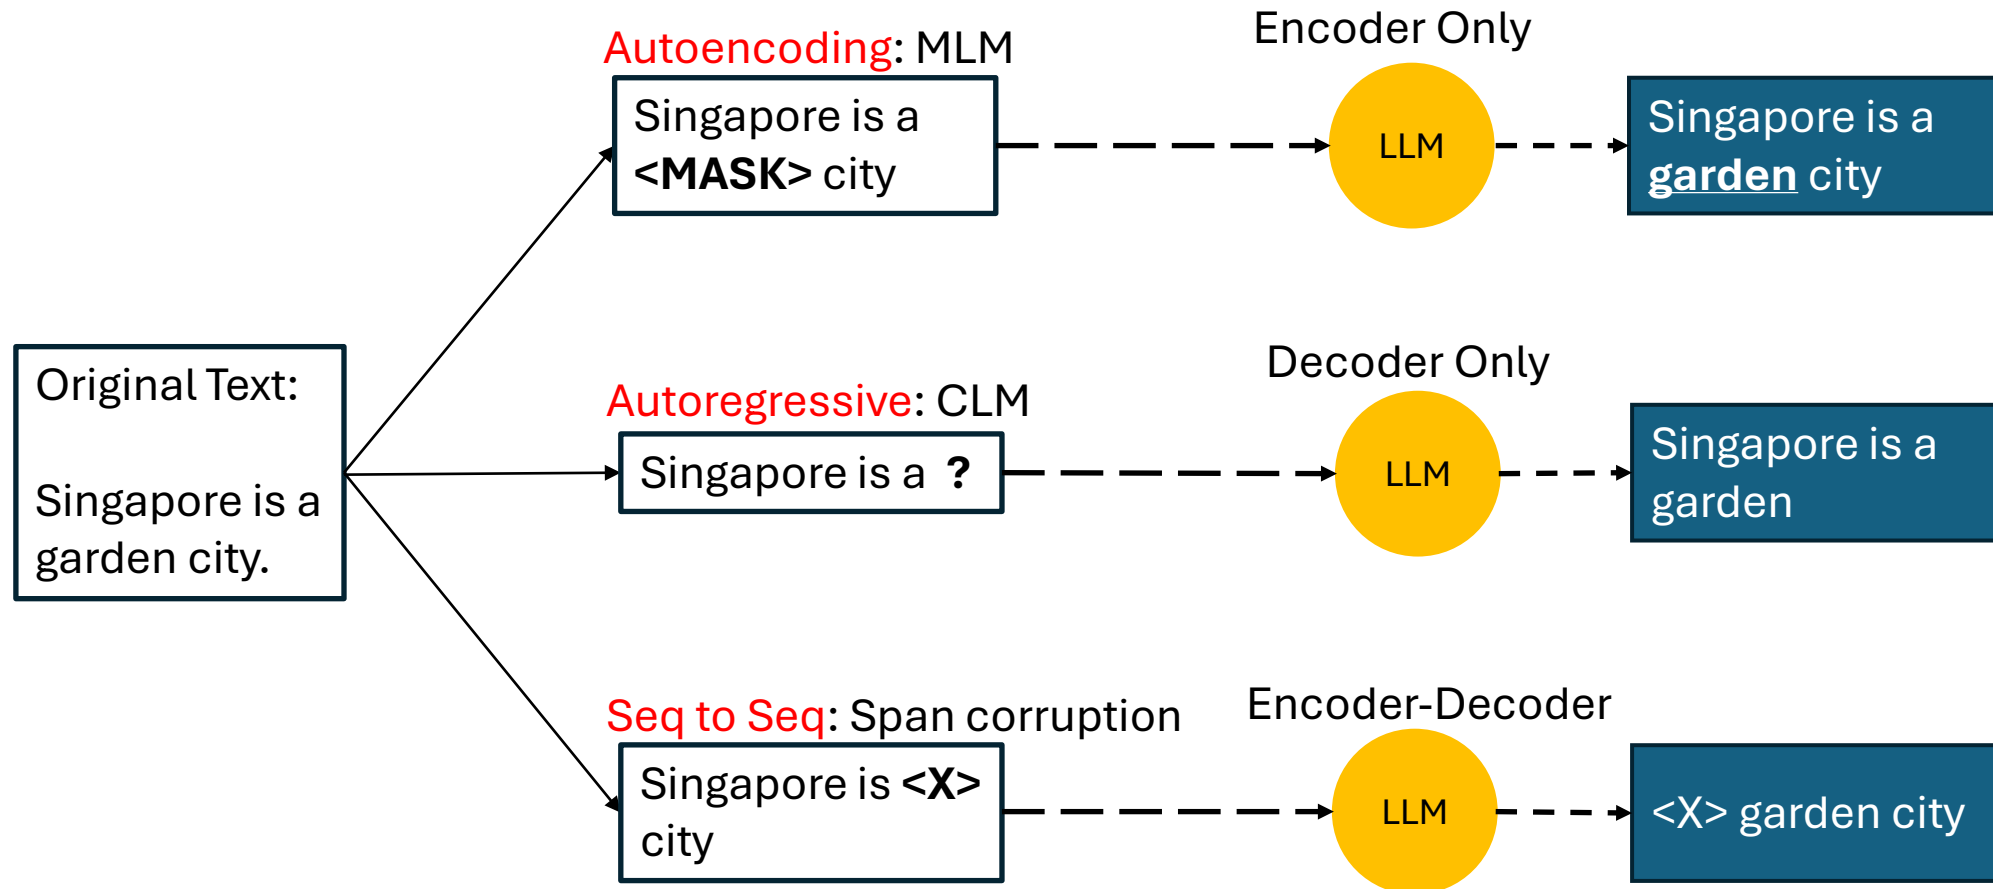 Original Text:
Singapore is a
garden city.
Autoencoding: MLM
Singapore is a
<MASK> city
Encoder Only
LLM
Singapore is a
garden city
Autoregressive: CLM
Singapore is a ?
Decoder Only
LLM
Singapore is a
garden
Seq to Seq: Span corruption
Singapore is <X>
city
Encoder-Decoder
LLM
<X> garden city